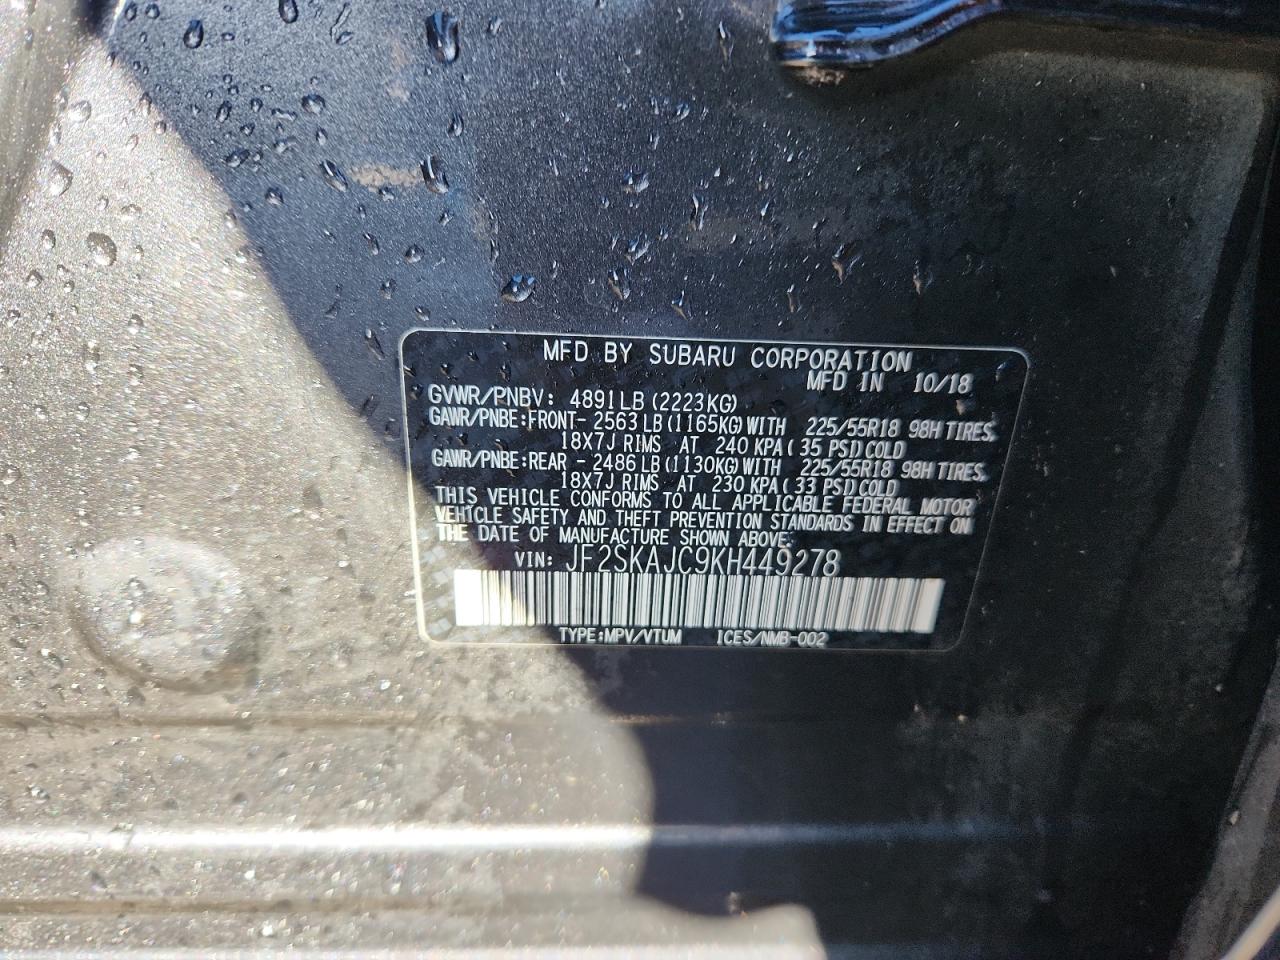 MFD BY SUBARU CORPORATION
MFD IN 10/18
GVWR/PNBV: 4891LB (2223KG)
GAWR/PNBE:FRONT- 2563 LB (1165KG) WITH 225/55R18 98H TIRES,
18X7J RIMS AT 240 KPA ( 35 PSI) COLD
GAWR/PNBE:REAR - 2486 LB (1130KG) WITH 225/55R18 98H TIRES,
18X7J RIMS AT 230 KPA ( 33 PSI) COLD
THIS VEHICLE CONFORMS TO ALL APPLICABLE FEDERAL MOTOR
VEHICLE SAFETY AND THEFT PREVENTION STANDARDS IN EFFECT ON
THE DATE OF MANUFACTURE SHOWN ABOVE.
VIN: JF2SKAJC9KH449278
TYPE:MPV/VTUM ICES/NMB-002